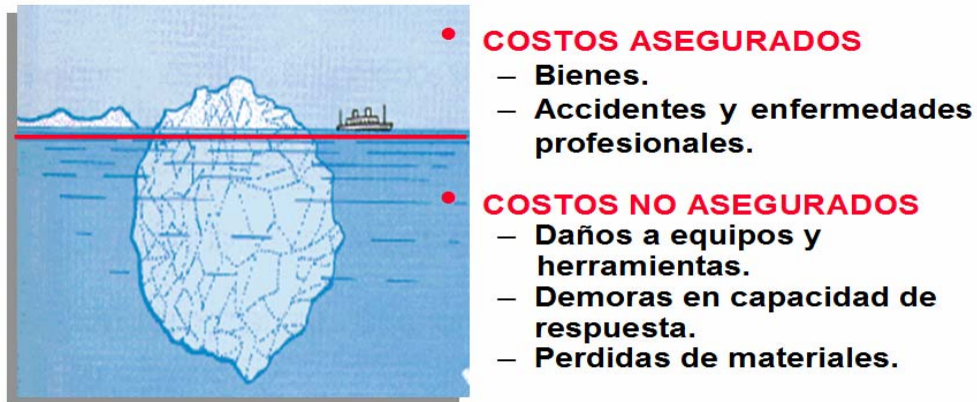 • COSTOS ASEGURADOS
– Bienes.
– Accidentes y enfermedades
profesionales.
• COSTOS NO ASEGURADOS
– Daños a equipos y
herramientas.
– Demoras en capacidad de
respuesta.
– Perdidas de materiales.